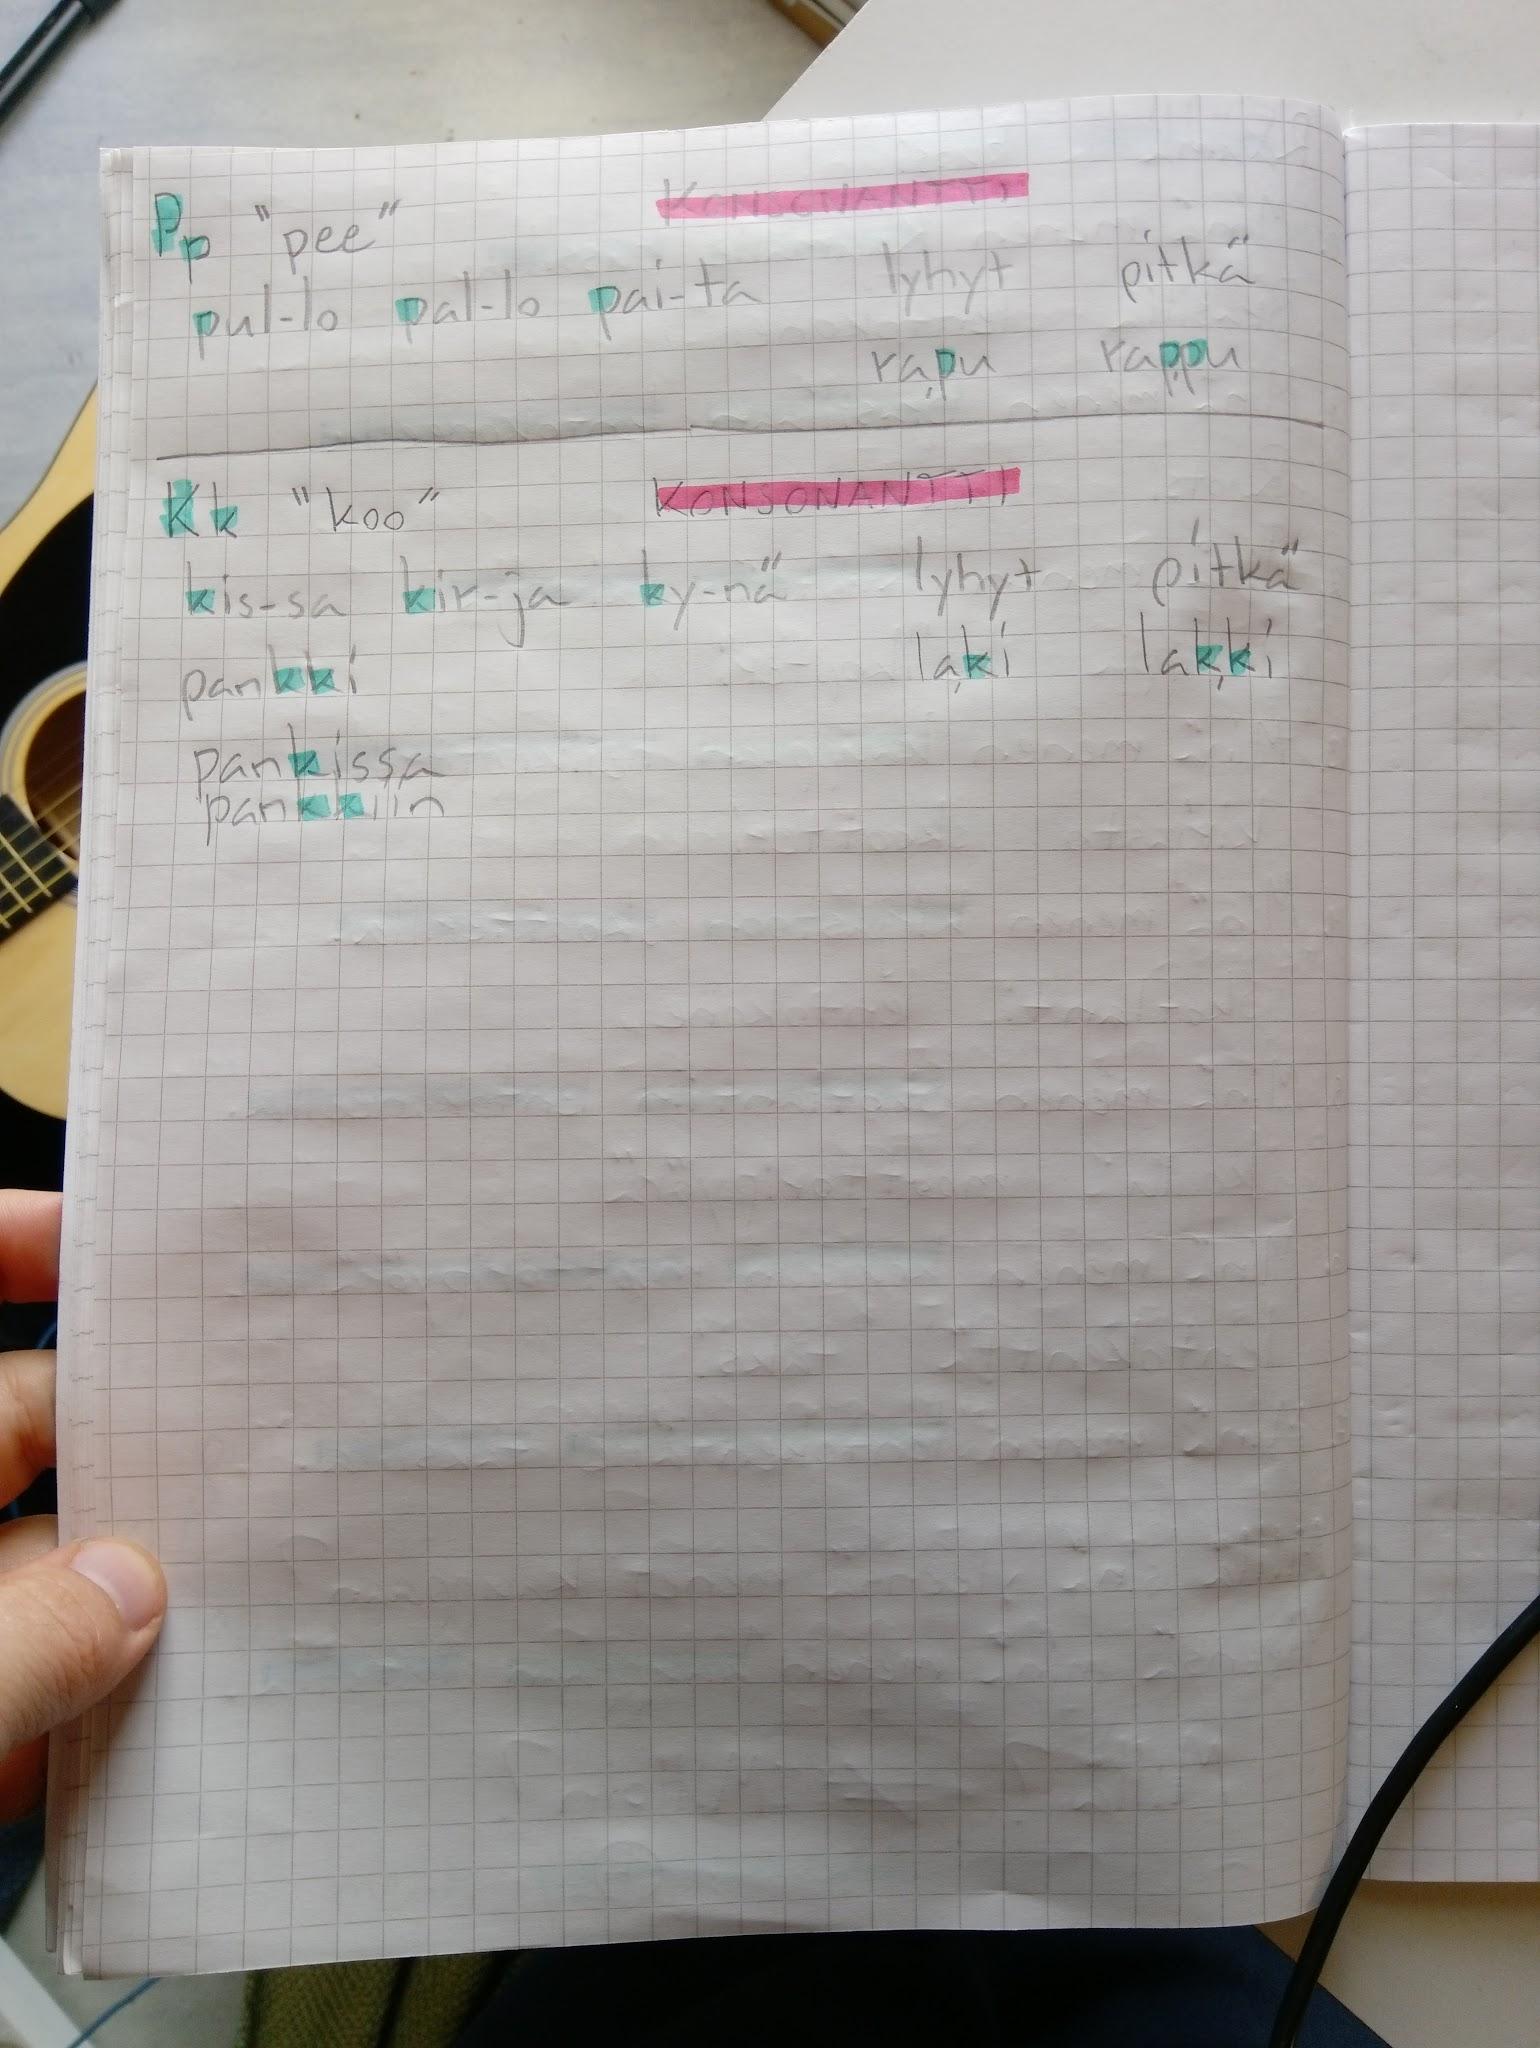 Pp "pee" KONSONANTTI
pul-lo pal-lo pai-ta lyhyt pitkä
rapu rappu
Kk "koo" KONSONANTTI
kis-sa kir-ja ky-nä lyhyt pitkä
pankki laki lakki
pankissa
pankkiin